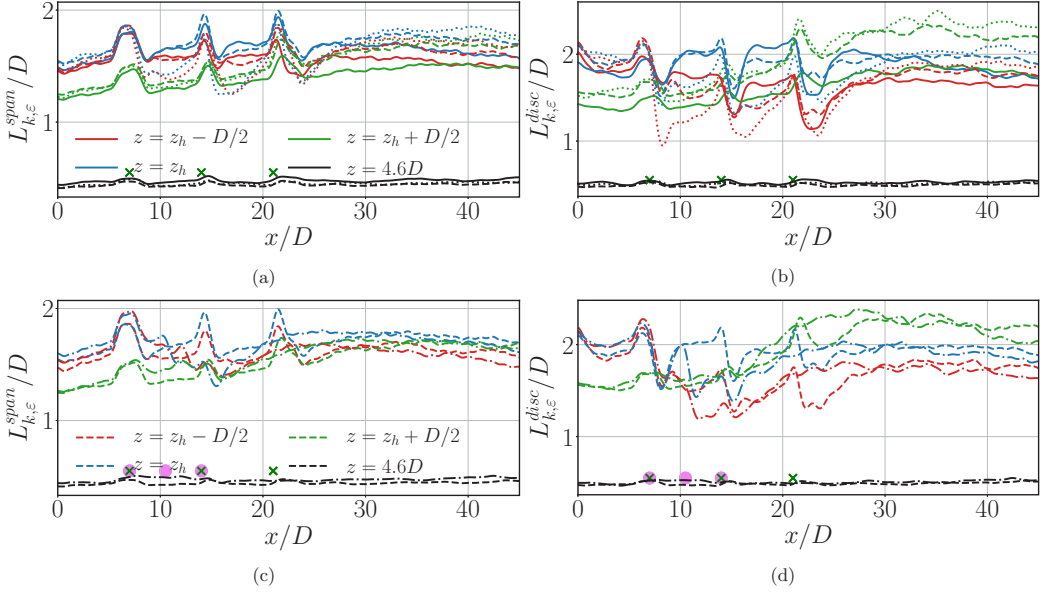 2
1
L^{span}_{k,ε}/D
z = z_h − D/2
z = z_h + D/2
z = z_h
z = 4.6D
0
10
20
30
40
x/D
(a)
2
1
L^{disc}_{k,ε}/D
0
10
20
30
40
x/D
(b)
2
1
L^{span}_{k,ε}/D
z = z_h − D/2
z = z_h + D/2
z = z_h
z = 4.6D
0
10
20
30
40
x/D
(c)
2
1
L^{disc}_{k,ε}/D
0
10
20
30
40
x/D
(d)